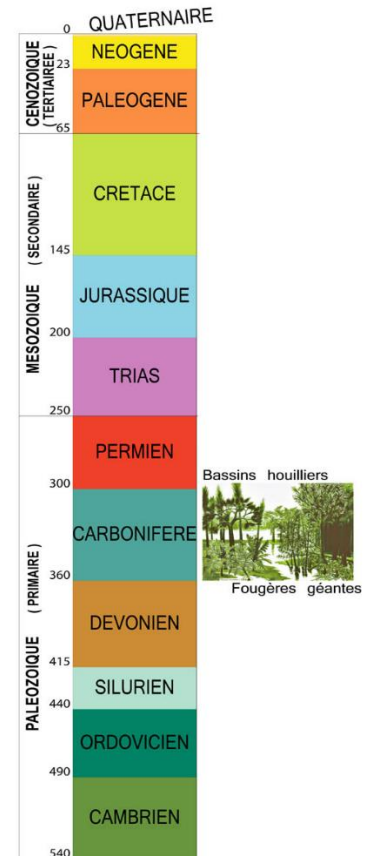 0
QUATERNAIRE
CENOZOIQUE
(TERTIAIREE)
NEOGENE
23
PALEOGENE
65
MESOZOIQUE ( SECONDAIRE )
CRETACE
145
JURASSIQUE
200
TRIAS
250
PALEOZOIQUE ( PRIMAIRE )
PERMIEN
300
Bassins houilliers
CARBONIFERE
360
Fougères géantes
DEVONIEN
415
SILURIEN
440
ORDOVICIEN
490
CAMBRIEN
540